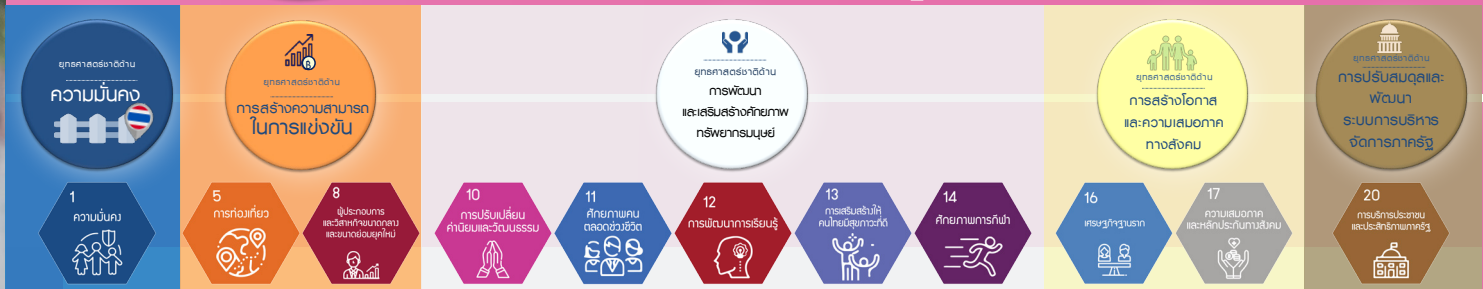 ยุทธศาสตร์ชาติด้าน
ความมั่นคง
ยุทธศาสตร์ชาติด้าน
การสร้างความสามารถ
ในการแข่งขัน
ยุทธศาสตร์ชาติด้าน
การพัฒนา
และเสริมสร้างศักยภาพ
ทรัพยากรมนุษย์
ยุทธศาสตร์ชาติด้าน
การสร้างโอกาส
และความเสมอภาค
ทางสังคม
ยุทธศาสตร์ชาติด้าน
การปรับสมดุลและ
พัฒนา
ระบบการบริหาร
จัดการภาครัฐ
1
ความมั่นคง
5
การท่องเที่ยว
8
ผู้ประกอบการ
และวิสาหกิจขนาดกลาง
และขนาดย่อมยุคใหม่
10
การปรับเปลี่ยน
ค่านิยมและวัฒนธรรม
11
ศักยภาพคน
ตลอดช่วงชีวิต
12
การพัฒนาการเรียนรู้
13
การเสริมสร้างให้
คนไทยมีสุขภาวะที่ดี
14
ศักยภาพการกีฬา
16
เศรษฐกิจฐานราก
17
ความเสมอภาค
และหลักประกันทางสังคม
20
การบริการประชาชน
และประสิทธิภาพภาครัฐ